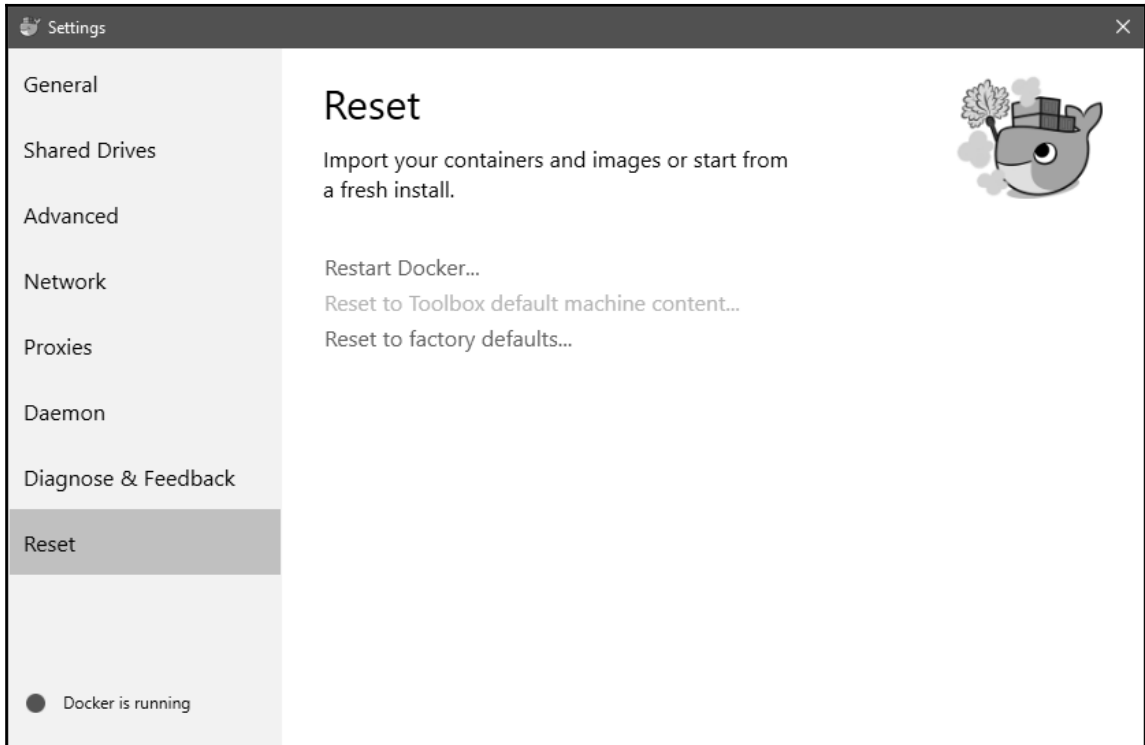 Settings
General
Shared Drives
Advanced
Network
Proxies
Daemon
Diagnose & Feedback
Reset
Docker is running
Reset
Import your containers and images or start from
a fresh install.
Restart Docker...
Reset to Toolbox default machine content...
Reset to factory defaults...